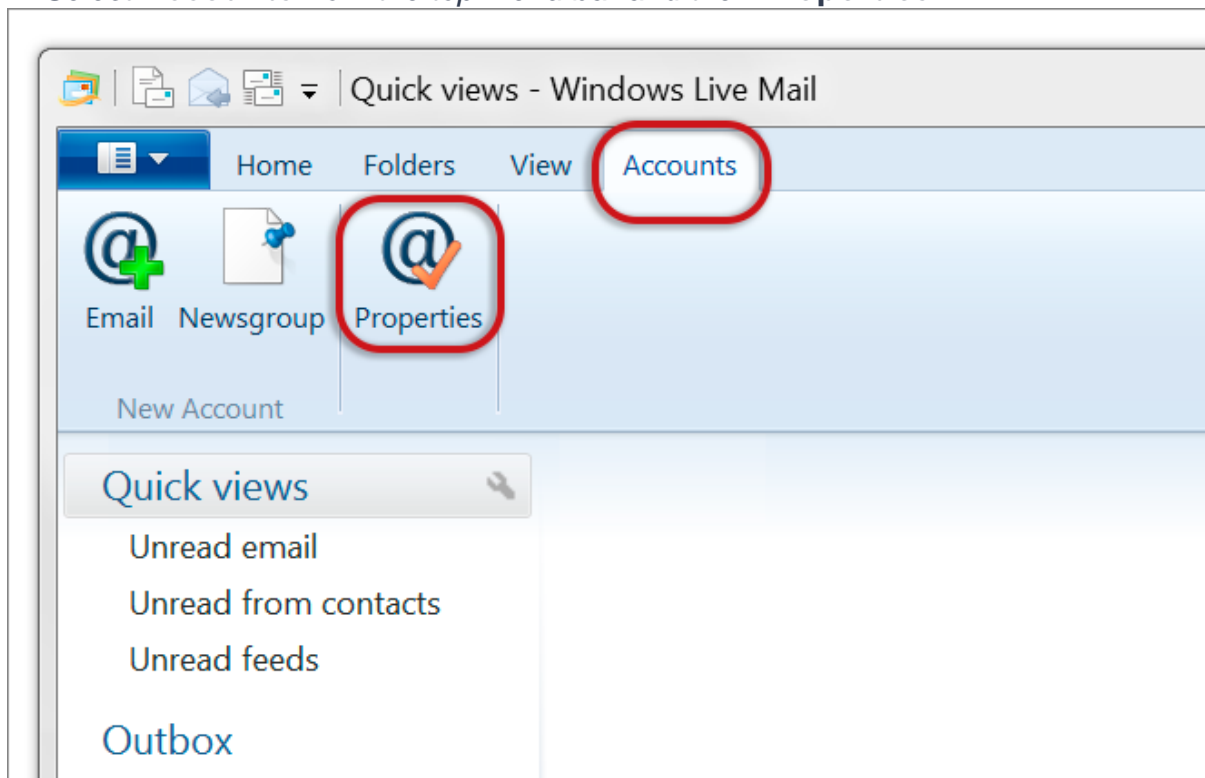 Quick views - Windows Live Mail
Home Folders View Accounts
Email Newsgroup Properties
New Account
Quick views
Unread email
Unread from contacts
Unread feeds
Outbox